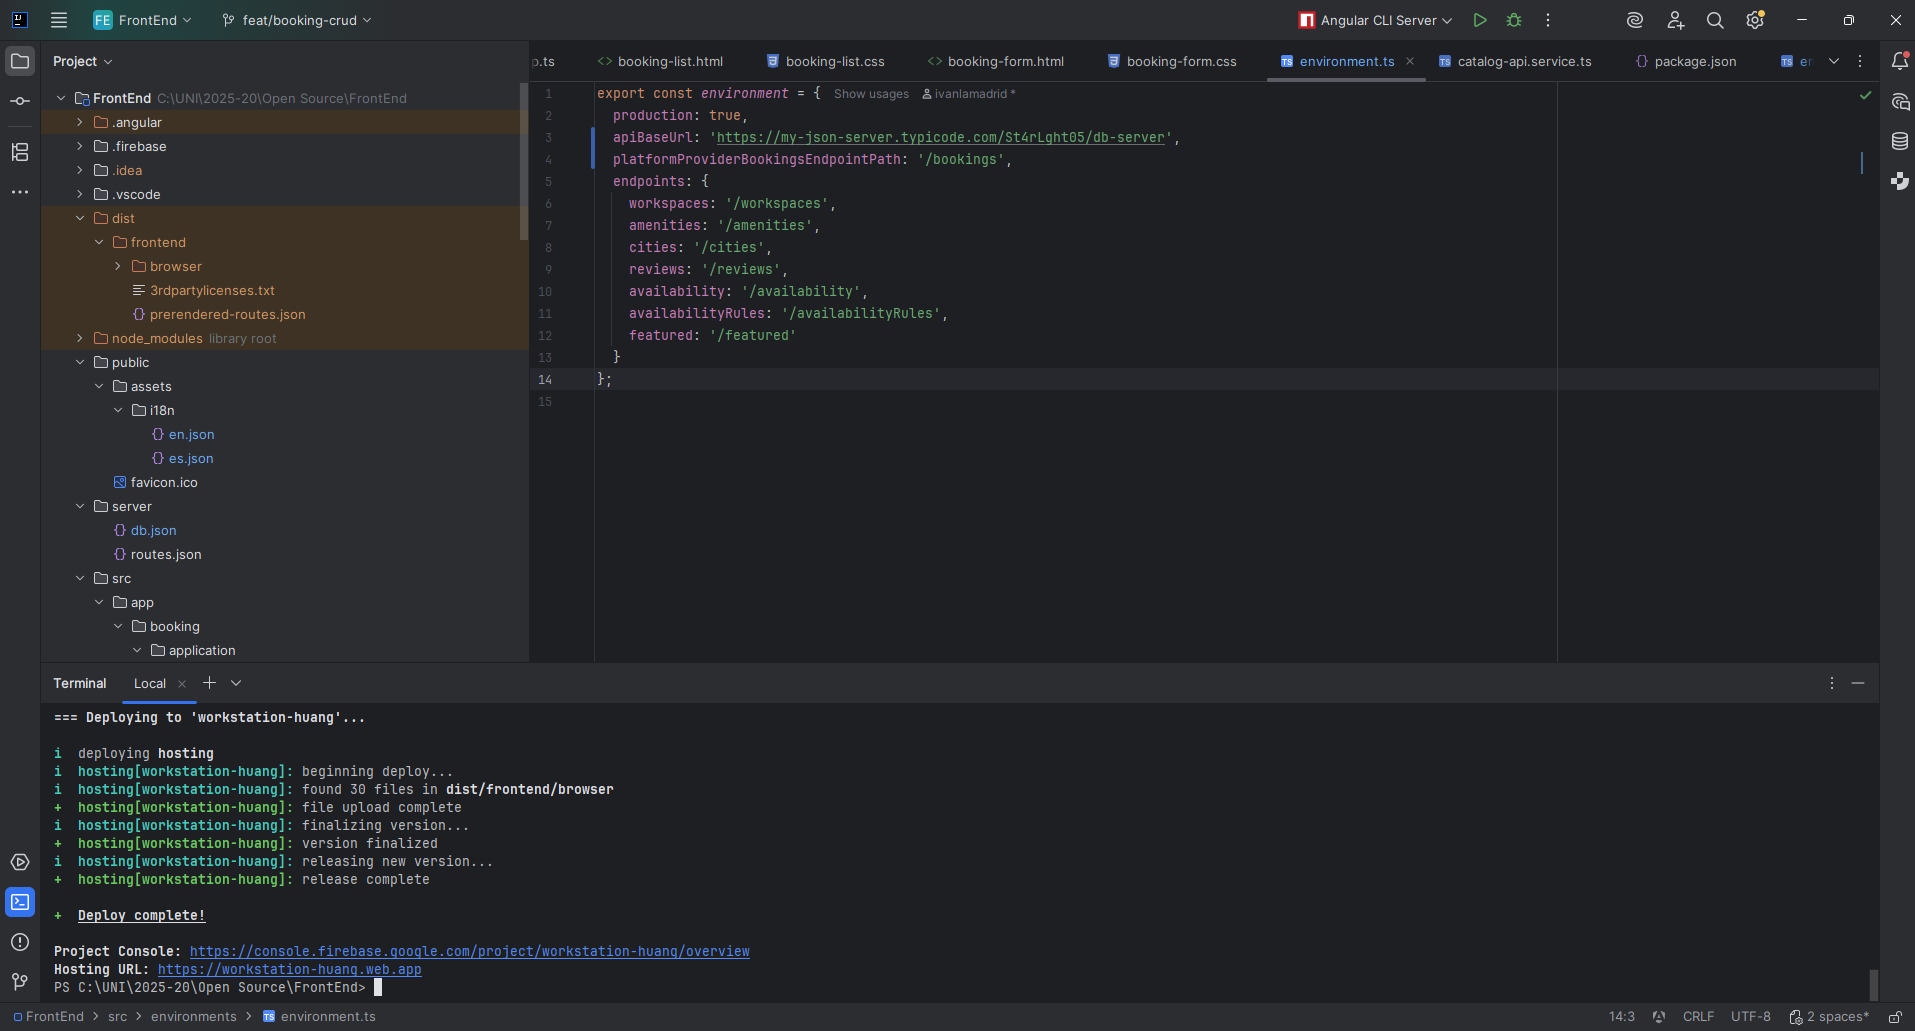 FE FrontEnd feat/booking-crud Angular CLI Server
Project
p.ts booking-list.html booking-list.css booking-form.html booking-form.css environment.ts catalog-api.service.ts package.json er
FrontEnd C:\UNI\2025-20\Open Source\FrontEnd
.angular
.firebase
.idea
.vscode
dist
frontend
browser
3rdpartylicenses.txt
prerendered-routes.json
node_modules library root
public
assets
i18n
en.json
es.json
favicon.ico
server
db.json
routes.json
src
app
booking
application
1 export const environment = { Show usages ivanlamadrid *
2 production: true,
3 apiBaseUrl: 'https://my-json-server.typicode.com/St4rLght05/db-server',
4 platformProviderBookingsEndpointPath: '/bookings',
5 endpoints: {
6 workspaces: '/workspaces',
7 amenities: '/amenities',
8 cities: '/cities',
9 reviews: '/reviews',
10 availability: '/availability',
11 availabilityRules: '/availabilityRules',
12 featured: '/featured'
13 }
14 };
15
Terminal Local
=== Deploying to 'workstation-huang'...
i deploying hosting
i hosting[workstation-huang]: beginning deploy...
i hosting[workstation-huang]: found 30 files in dist/frontend/browser
+ hosting[workstation-huang]: file upload complete
i hosting[workstation-huang]: finalizing version...
+ hosting[workstation-huang]: version finalized
i hosting[workstation-huang]: releasing new version...
+ hosting[workstation-huang]: release complete
+ Deploy complete!
Project Console: https://console.firebase.google.com/project/workstation-huang/overview
Hosting URL: https://workstation-huang.web.app
PS C:\UNI\2025-20\Open Source\FrontEnd>
FrontEnd > src > environments > environment.ts 14:3 CRLF UTF-8 2 spaces*